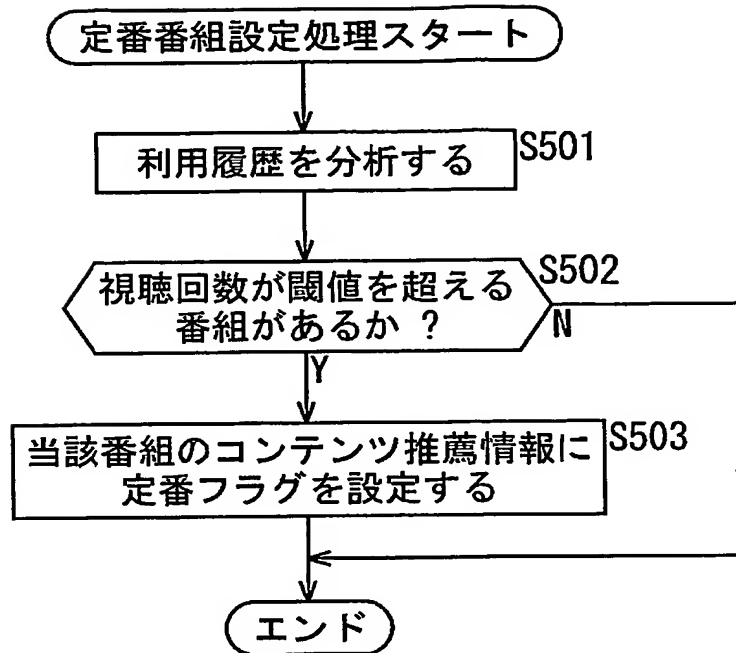 定番番組設定処理スタート
利用履歴を分析する
S501
視聴回数が閾値を超える
番組があるか ?
S502
N
Y
当該番組のコンテンツ推薦情報に
定番フラグを設定する
S503
エンド